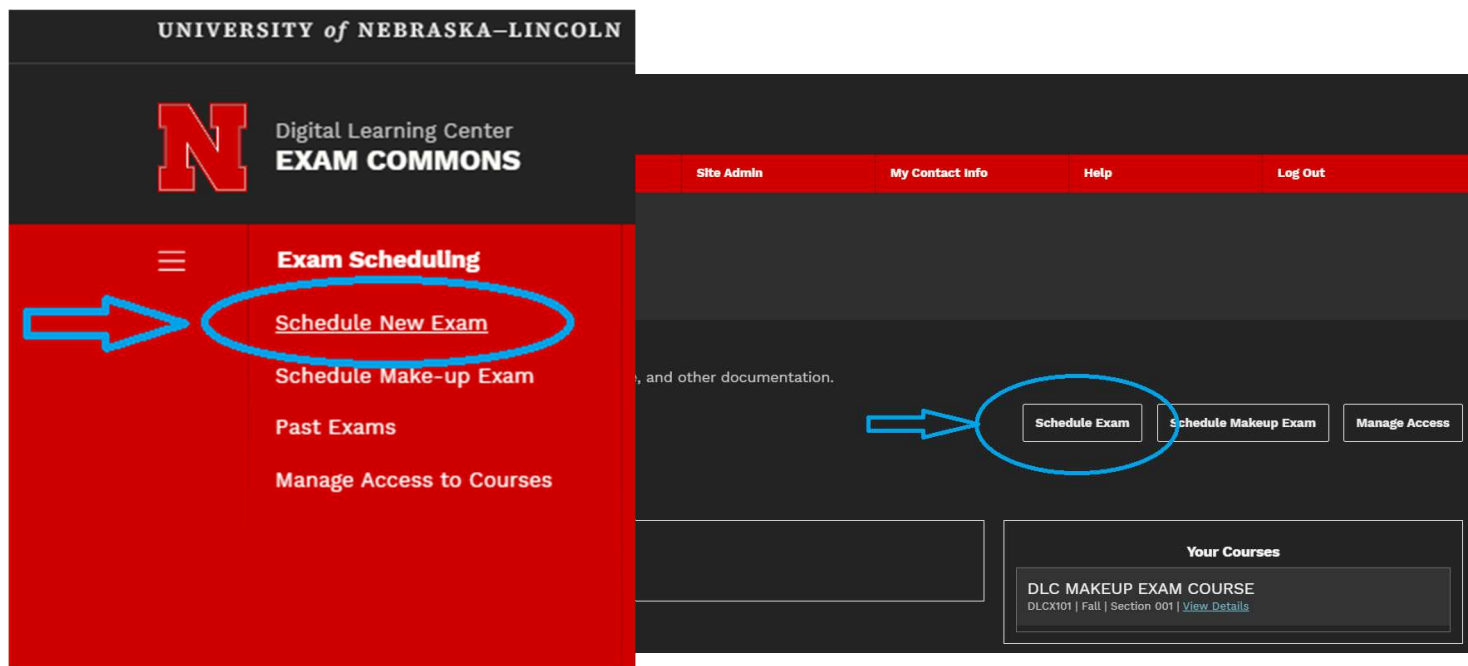 UNIVERSITY of NEBRASKA–LINCOLN
N
Digital Learning Center
EXAM COMMONS
Exam Scheduling
Schedule New Exam
Schedule Make-up Exam
Past Exams
Manage Access to Courses
Site Admin My Contact Info Help Log Out
, and other documentation.
Schedule Exam Schedule Makeup Exam Manage Access
Your Courses
DLC MAKEUP EXAM COURSE
DLCX101 | Fall | Section 001 | View Details